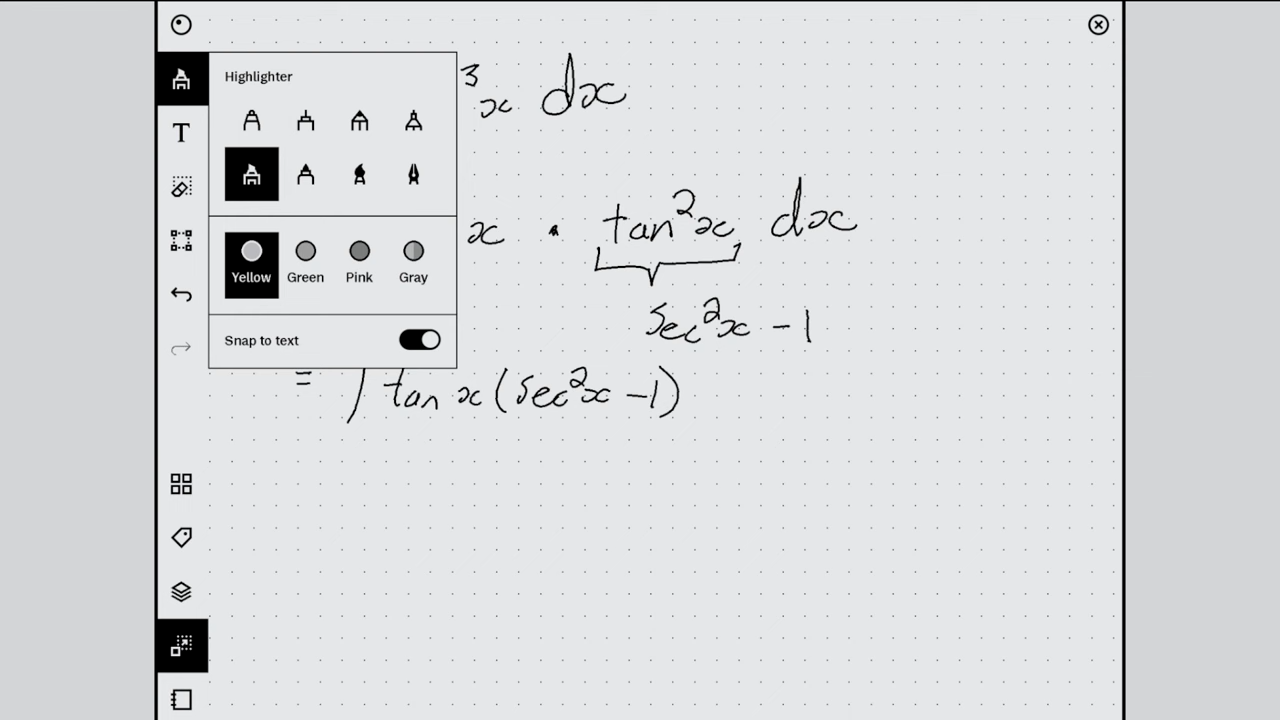 Highlighter
³x dx
T
x · tan²x dx
Yellow Green Pink Gray
sec²x - 1
Snap to text
= ∫ tan x (sec²x - 1)